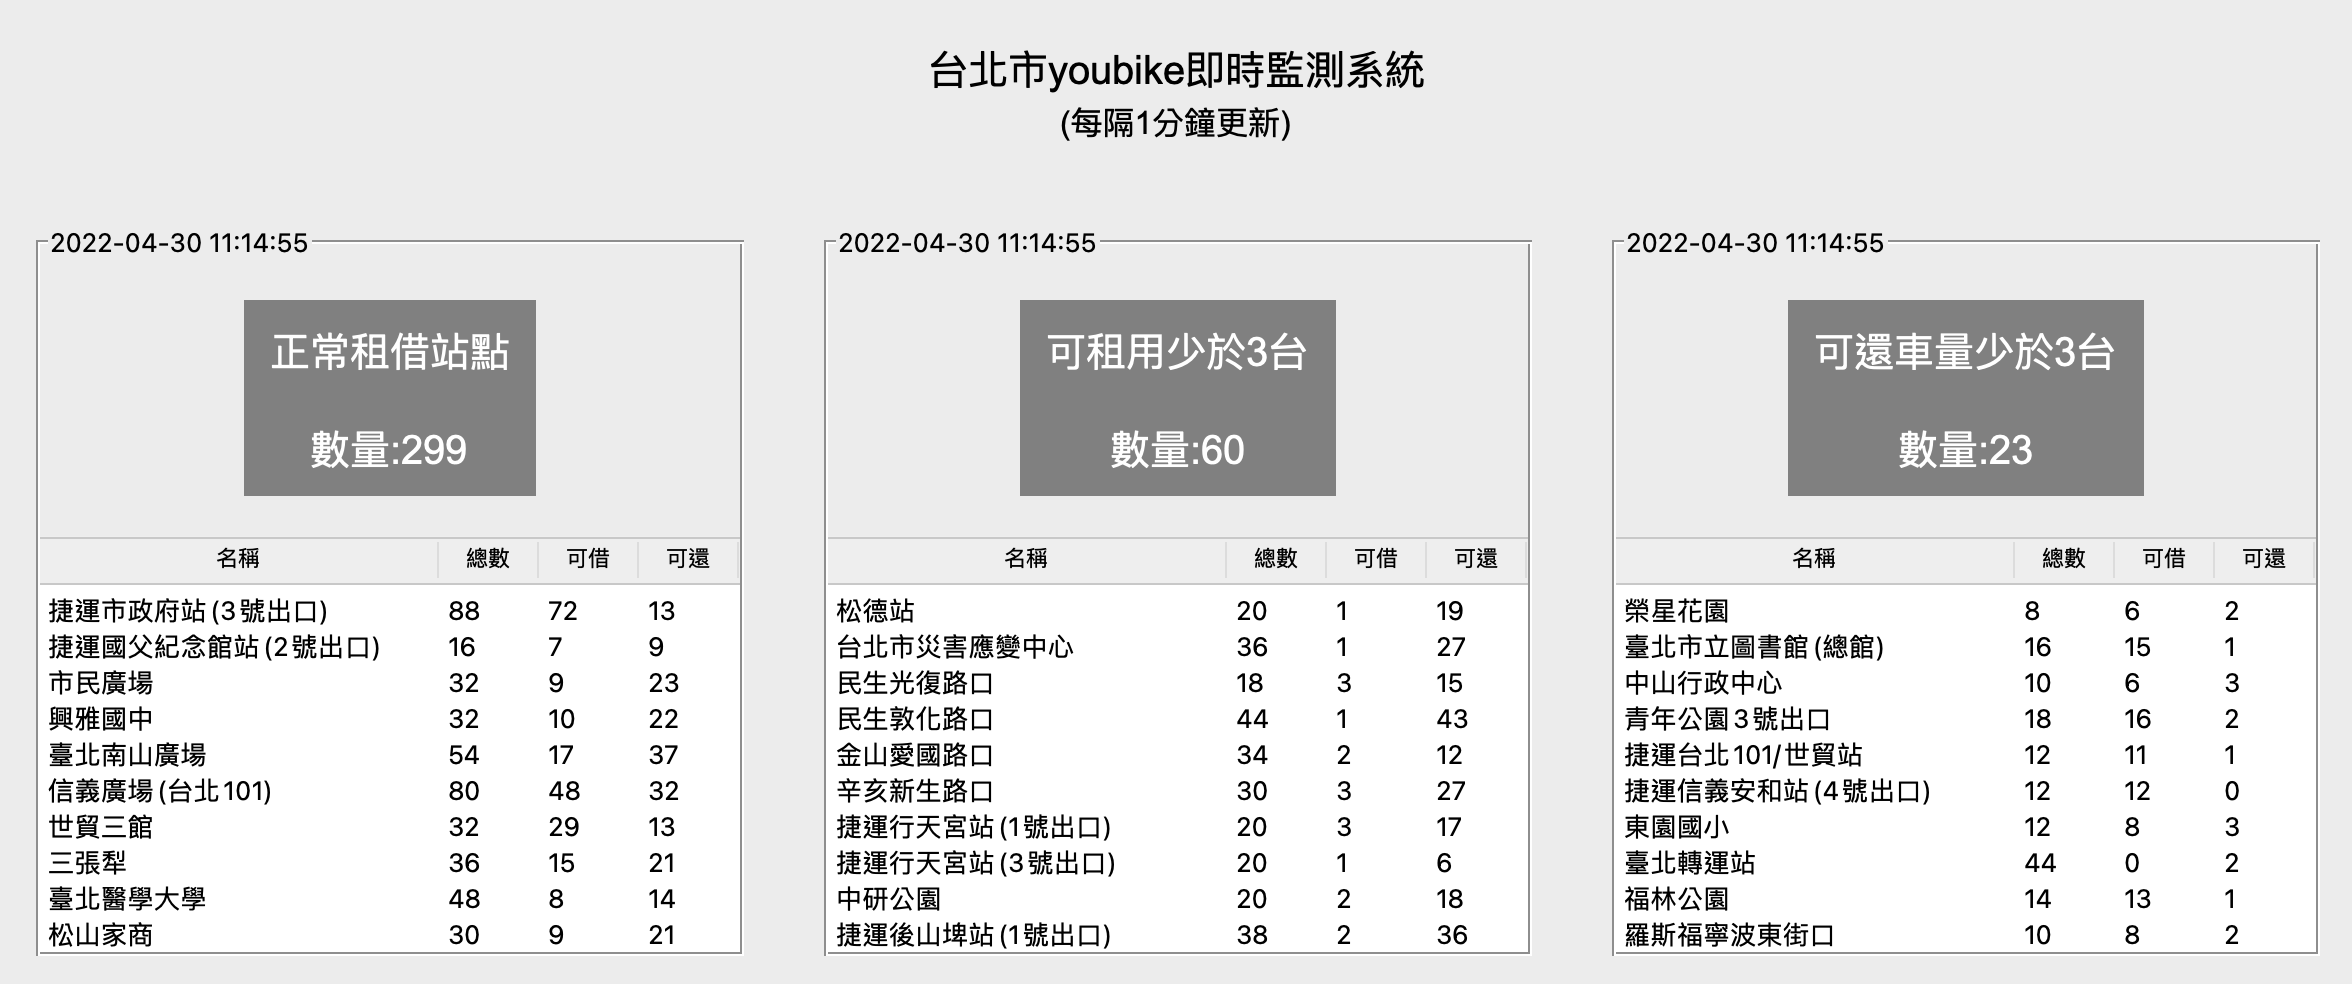 台北市youbike即時監測系統
(每隔1分鐘更新)
2022-04-30 11:14:55
正常租借站點
數量:299
名稱 總數 可借 可還
捷運市政府站(3號出口) 88 72 13
捷運國父紀念館站(2號出口) 16 7 9
市民廣場 32 9 23
興雅國中 32 10 22
臺北南山廣場 54 17 37
信義廣場(台北101) 80 48 32
世貿三館 32 29 13
三張犁 36 15 21
臺北醫學大學 48 8 14
松山家商 30 9 21
2022-04-30 11:14:55
可租用少於3台
數量:60
名稱 總數 可借 可還
松德站 20 1 19
台北市災害應變中心 36 1 27
民生光復路口 18 3 15
民生敦化路口 44 1 43
金山愛國路口 34 2 12
辛亥新生路口 30 3 27
捷運行天宮站(1號出口) 20 3 17
捷運行天宮站(3號出口) 20 1 6
中研公園 20 2 18
捷運後山埤站(1號出口) 38 2 36
2022-04-30 11:14:55
可還車量少於3台
數量:23
名稱 總數 可借 可還
榮星花園 8 6 2
臺北市立圖書館(總館) 16 15 1
中山行政中心 10 6 3
青年公園3號出口 18 16 2
捷運台北101/世貿站 12 11 1
捷運信義安和站(4號出口) 12 12 0
東園國小 12 8 3
臺北轉運站 44 0 2
福林公園 14 13 1
羅斯福寧波東街口 10 8 2